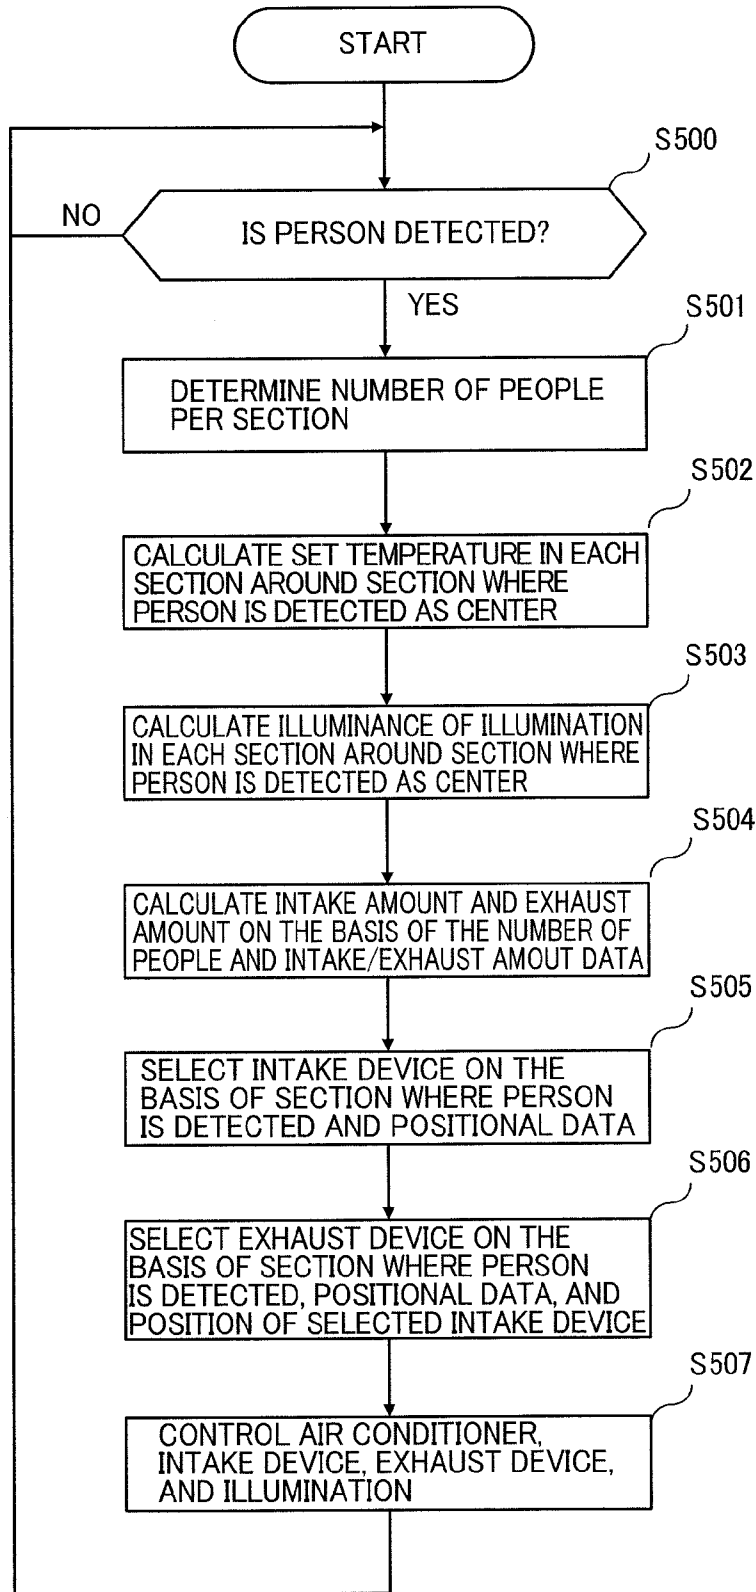 START
S500
NO
IS PERSON DETECTED?
YES
S501
DETERMINE NUMBER OF PEOPLE
PER SECTION
S502
CALCULATE SET TEMPERATURE IN EACH
SECTION AROUND SECTION WHERE
PERSON IS DETECTED AS CENTER
S503
CALCULATE ILLUMINANCE OF ILLUMINATION
IN EACH SECTION AROUND SECTION WHERE
PERSON IS DETECTED AS CENTER
S504
CALCULATE INTAKE AMOUNT AND EXHAUST
AMOUNT ON THE BASIS OF THE NUMBER OF
PEOPLE AND INTAKE/EXHAUST AMOUT DATA
S505
SELECT INTAKE DEVICE ON THE
BASIS OF SECTION WHERE PERSON
IS DETECTED AND POSITIONAL DATA
S506
SELECT EXHAUST DEVICE ON THE
BASIS OF SECTION WHERE PERSON
IS DETECTED, POSITIONAL DATA, AND
POSITION OF SELECTED INTAKE DEVICE
S507
CONTROL AIR CONDITIONER,
INTAKE DEVICE, EXHAUST DEVICE,
AND ILLUMINATION